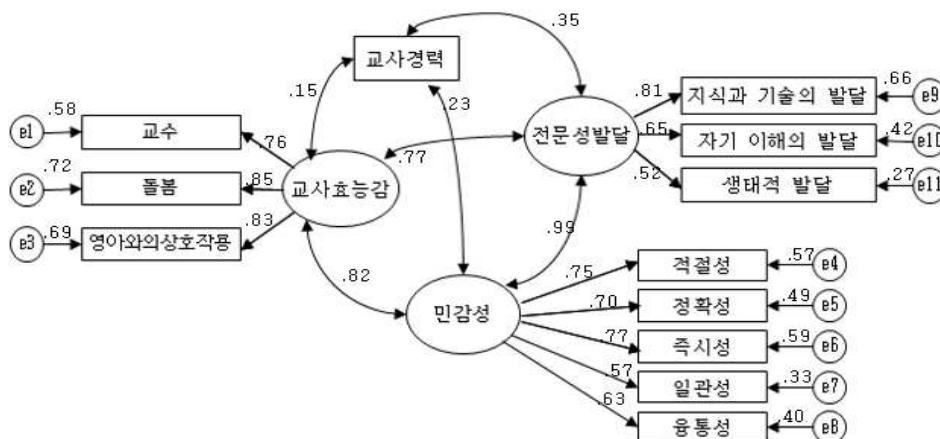 .35
교사경력
.15
.23
.58
e1
교수
.76
.72
e2
돌봄
.85
.69
e3
영아와의상호작용
.83
교사효능감
.77
전문성발달
.81
지식과 기술의 발달
.66
e9
.65
자기 이해의 발달
.42
e10
.52
생태적 발달
.27
e11
.82
.99
민감성
.75
적절성
.57
e4
.70
정확성
.49
e5
.77
즉시성
.59
e6
.57
일관성
.33
e7
.63
융통성
.40
e8